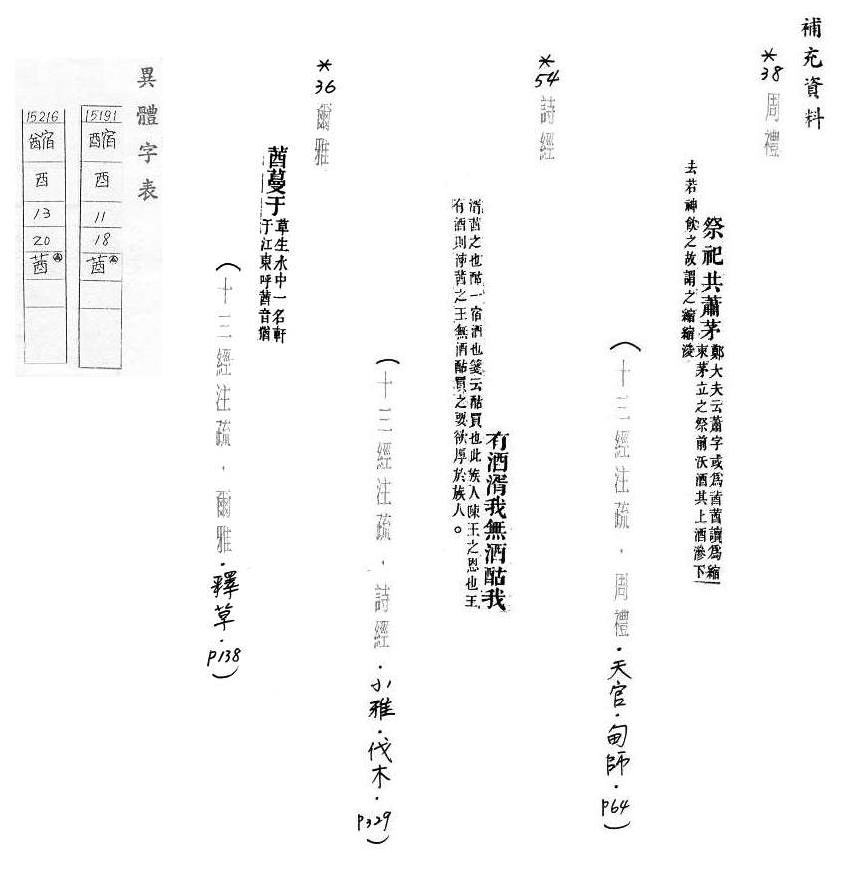 補充資料
*38 周禮
祭祀共蕭茅
鄭大夫云蕭字或為莤莤讀為縮
束茅立之祭前沃酒其上酒滲下
去若神飲之故謂之縮縮浚
(十三經注疏．周禮．天官．甸師．P64)
*54 詩經
有酒湑我無酒酤我
湑莤之也酤一宿酒也箋云酤買也此族人陳王之恩也王
有酒則泲莤之王無酒酤買之要欲厚於族人。
(十三經注疏．詩經．小雅．伐木．P329)
*36 爾雅
莤蔓于
草生水中一名軒
于江東呼莤音猶
(十三經注疏．爾雅．釋草．P138)
異體字表
15191
酉
11
18
莤
15216
酉
13
20
莤